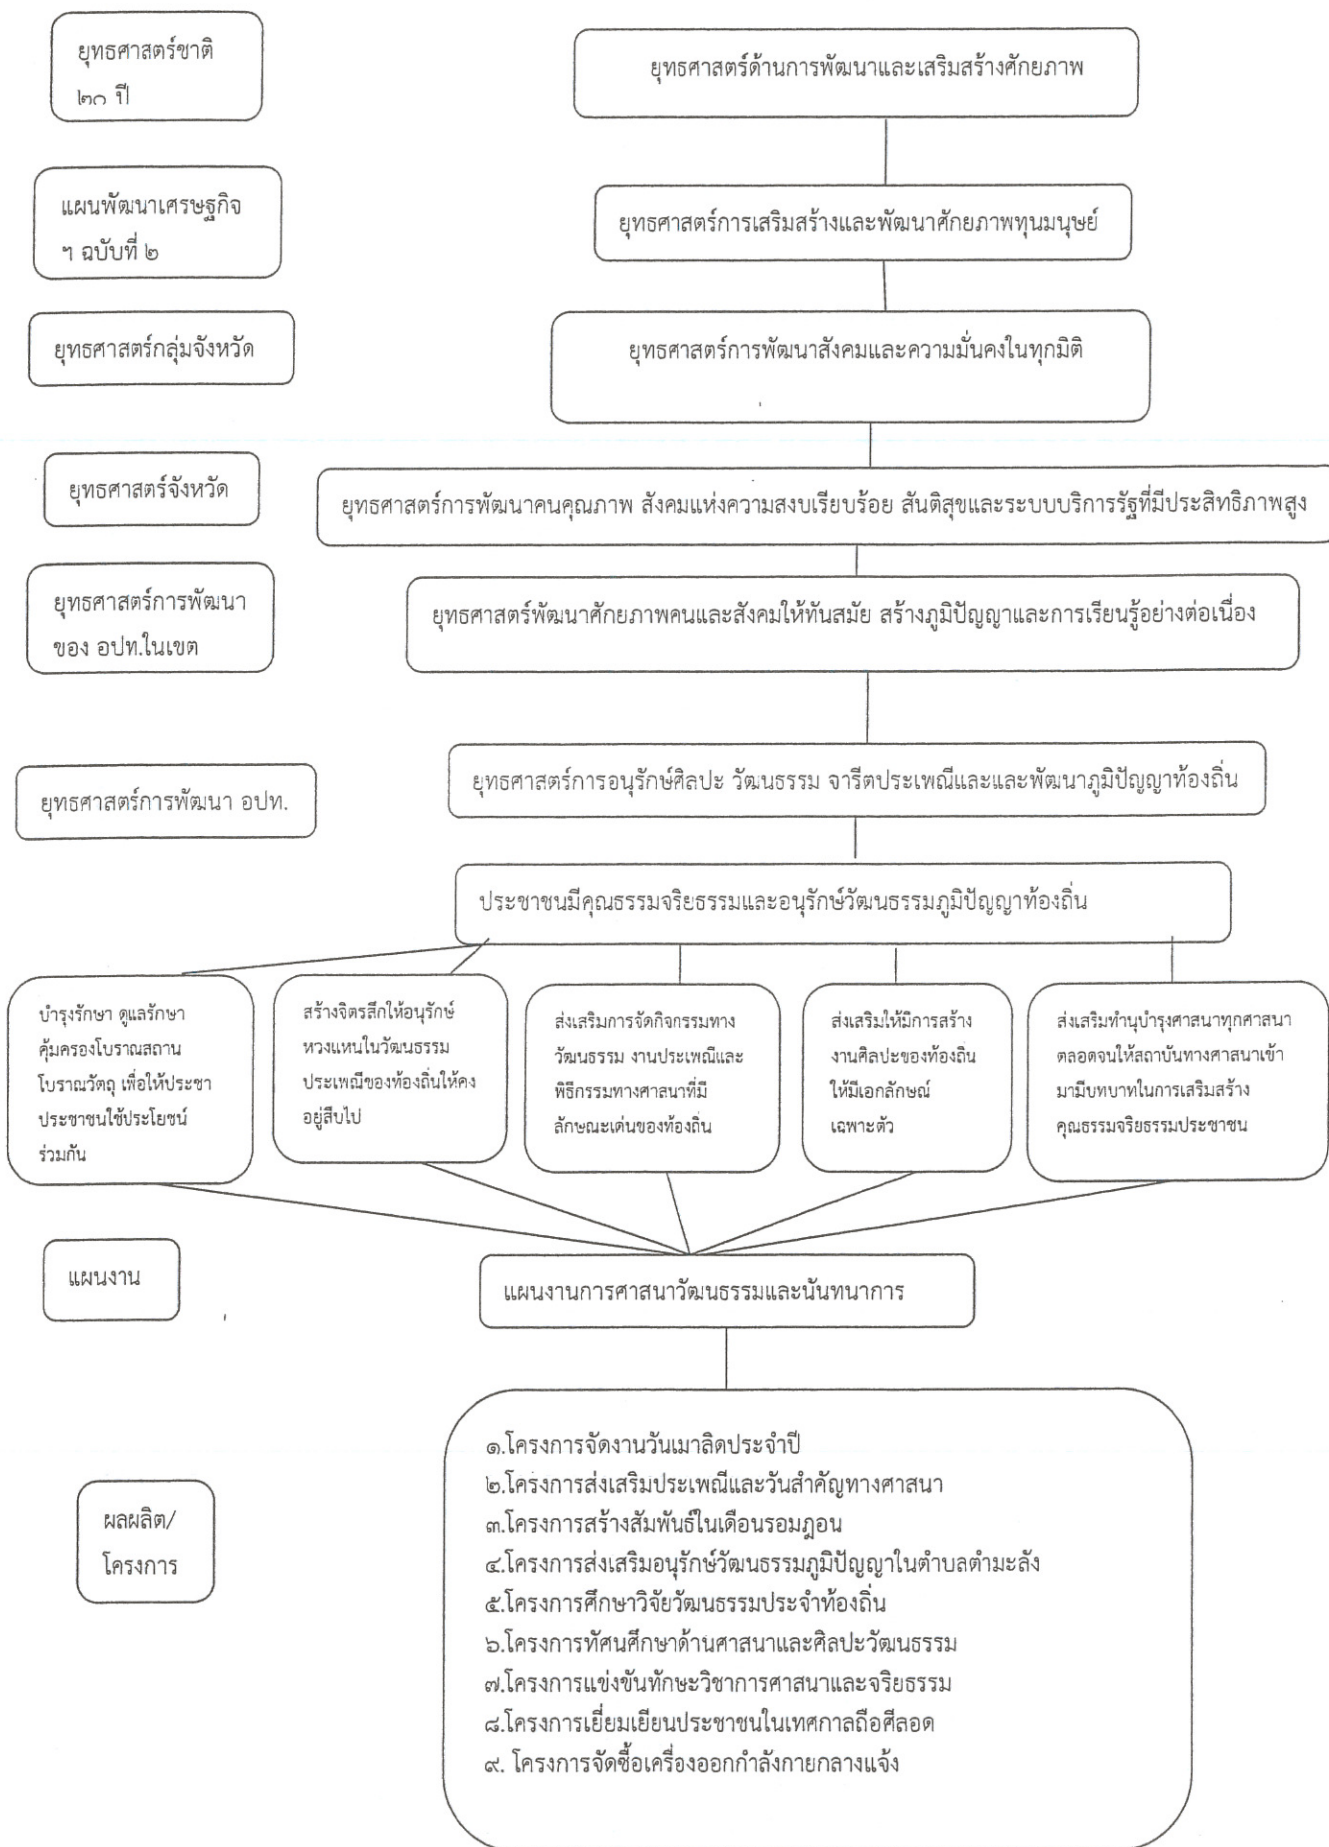 ยุทธศาสตร์ชาติ
๒๐ ปี
ยุทธศาสตร์ด้านการพัฒนาและเสริมสร้างศักยภาพ
แผนพัฒนาเศรษฐกิจ
ฯ ฉบับที่ ๒
ยุทธศาสตร์การเสริมสร้างและพัฒนาศักยภาพทุนมนุษย์
ยุทธศาสตร์กลุ่มจังหวัด
ยุทธศาสตร์การพัฒนาสังคมและความมั่นคงในทุกมิติ
ยุทธศาสตร์จังหวัด
ยุทธศาสตร์การพัฒนาคนคุณภาพ สังคมแห่งความสงบเรียบร้อย สันติสุขและระบบบริการรัฐที่มีประสิทธิภาพสูง
ยุทธศาสตร์การพัฒนา
ของ อปท.ในเขต
ยุทธศาสตร์พัฒนาศักยภาพคนและสังคมให้ทันสมัย สร้างภูมิปัญญาและการเรียนรู้อย่างต่อเนื่อง
ยุทธศาสตร์การพัฒนา อปท.
ยุทธศาสตร์การอนุรักษ์ศิลปะ วัฒนธรรม จารีตประเพณีและและพัฒนาภูมิปัญญาท้องถิ่น
ประชาชนมีคุณธรรมจริยธรรมและอนุรักษ์วัฒนธรรมภูมิปัญญาท้องถิ่น
บำรุงรักษา ดูแลรักษา
คุ้มครองโบราณสถาน
โบราณวัตถุ เพื่อให้ประชา
ประชาชนใช้ประโยชน์
ร่วมกัน
สร้างจิตรสึกให้อนุรักษ์
หวงแหนในวัฒนธรรม
ประเพณีของท้องถิ่นให้คง
อยู่สืบไป
ส่งเสริมการจัดกิจกรรมทาง
วัฒนธรรม งานประเพณีและ
พิธีกรรมทางศาสนาที่มี
ลักษณะเด่นของท้องถิ่น
ส่งเสริมให้มีการสร้าง
งานศิลปะของท้องถิ่น
ให้มีเอกลักษณ์
เฉพาะตัว
ส่งเสริมทำนุบำรุงศาสนาทุกศาสนา
ตลอดจนให้สถาบันทางศาสนาเข้า
มามีบทบาทในการเสริมสร้าง
คุณธรรมจริยธรรมประชาชน
แผนงาน
แผนงานการศาสนาวัฒนธรรมและนันทนาการ
ผลผลิต/
โครงการ
๑.โครงการจัดงานวันเมาลิดประจำปี
๒.โครงการส่งเสริมประเพณีและวันสำคัญทางศาสนา
๓.โครงการสร้างสัมพันธ์ในเดือนรอมฎอน
๔.โครงการส่งเสริมอนุรักษ์วัฒนธรรมภูมิปัญญาในตำบลตำมะลัง
๕.โครงการศึกษาวิจัยวัฒนธรรมประจำท้องถิ่น
๖.โครงการทัศนศึกษาด้านศาสนาและศิลปะวัฒนธรรม
๗.โครงการแข่งขันทักษะวิชาการศาสนาและจริยธรรม
๘.โครงการเยี่ยมเยียนประชาชนในเทศกาลถือศีลอด
๙. โครงการจัดซื้อเครื่องออกกำลังกายกลางแจ้ง